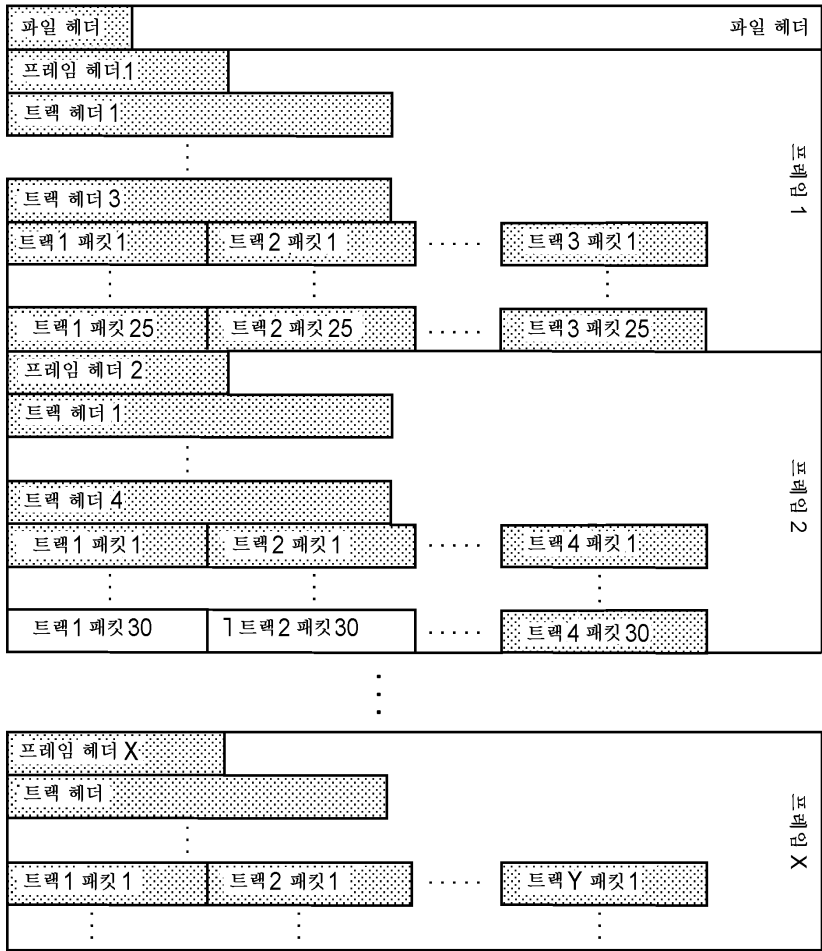 파일 헤더 파일 헤더
프레임 헤더1
트랙 헤더 1
프레임 1
트랙 헤더 3
트랙1 패킷1 트랙2 패킷1 ..... 트랙3 패킷1
트랙1 패킷25 트랙2 패킷25 ..... 트랙3 패킷25
프레임 헤더 2
트랙 헤더 1
프레임 2
트랙 헤더 4
트랙1 패킷1 트랙2 패킷1 ..... 트랙4 패킷1
트랙1 패킷30 ㄱ트랙2 패킷30 ..... 트랙4 패킷30
프레임 헤더 X
트랙 헤더
프레임 X
트랙1 패킷1 트랙2 패킷1 ..... 트랙Y 패킷1